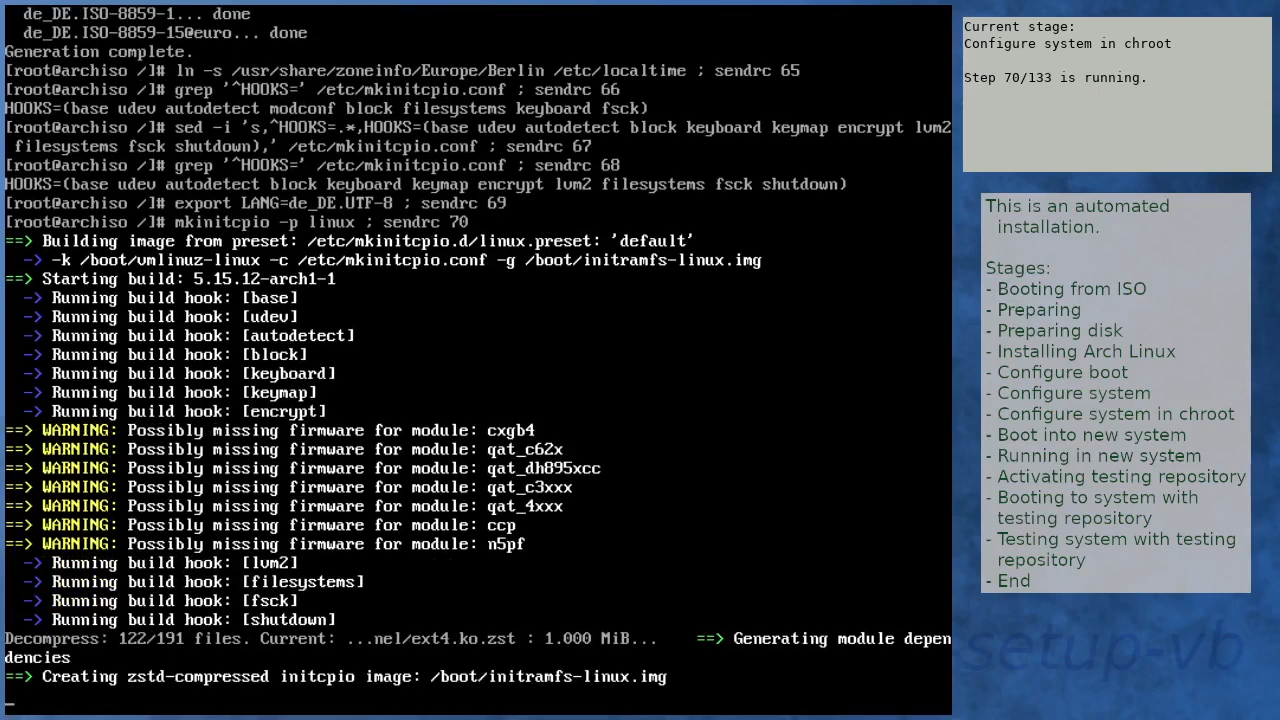 de_DE.ISO-8859-1... done
de_DE.ISO-8859-15@euro... done
Generation complete.
[root@archiso /]# ln -s /usr/share/zoneinfo/Europe/Berlin /etc/localtime ; sendrc 65
[root@archiso /]# grep '^HOOKS=' /etc/mkinitcpio.conf ; sendrc 66
HOOKS=(base udev autodetect modconf block filesystems keyboard fsck)
[root@archiso /]# sed -i 's,^HOOKS=.*,HOOKS=(base udev autodetect block keyboard keymap encrypt lvm2
filesystems fsck shutdown),' /etc/mkinitcpio.conf ; sendrc 67
[root@archiso /]# grep '^HOOKS=' /etc/mkinitcpio.conf ; sendrc 68
HOOKS=(base udev autodetect block keyboard keymap encrypt lvm2 filesystems fsck shutdown)
[root@archiso /]# export LANG=de_DE.UTF-8 ; sendrc 69
[root@archiso /]# mkinitcpio -p linux ; sendrc 70
==> Building image from preset: /etc/mkinitcpio.d/linux.preset: 'default'
-> -k /boot/vmlinuz-linux -c /etc/mkinitcpio.conf -g /boot/initramfs-linux.img
==> Starting build: 5.15.12-arch1-1
-> Running build hook: [base]
-> Running build hook: [udev]
-> Running build hook: [autodetect]
-> Running build hook: [block]
-> Running build hook: [keyboard]
-> Running build hook: [keymap]
-> Running build hook: [encrypt]
==> WARNING: Possibly missing firmware for module: cxgb4
==> WARNING: Possibly missing firmware for module: qat_c62x
==> WARNING: Possibly missing firmware for module: qat_dh895xcc
==> WARNING: Possibly missing firmware for module: qat_c3xxx
==> WARNING: Possibly missing firmware for module: qat_4xxx
==> WARNING: Possibly missing firmware for module: ccp
==> WARNING: Possibly missing firmware for module: n5pf
-> Running build hook: [lvm2]
-> Running build hook: [filesystems]
-> Running build hook: [fsck]
-> Running build hook: [shutdown]
Decompress: 122/191 files. Current: ...nel/ext4.ko.zst : 1.000 MiB...    ==> Generating module depen
dencies
==> Creating zstd-compressed initcpio image: /boot/initramfs-linux.img
_
Current stage:
Configure system in chroot
Step 70/133 is running.
This is an automated
installation.
Stages:
- Booting from ISO
- Preparing
- Preparing disk
- Installing Arch Linux
- Configure boot
- Configure system
- Configure system in chroot
- Boot into new system
- Running in new system
- Activating testing repository
- Booting to system with
testing repository
- Testing system with testing
repository
- End
setup-vb